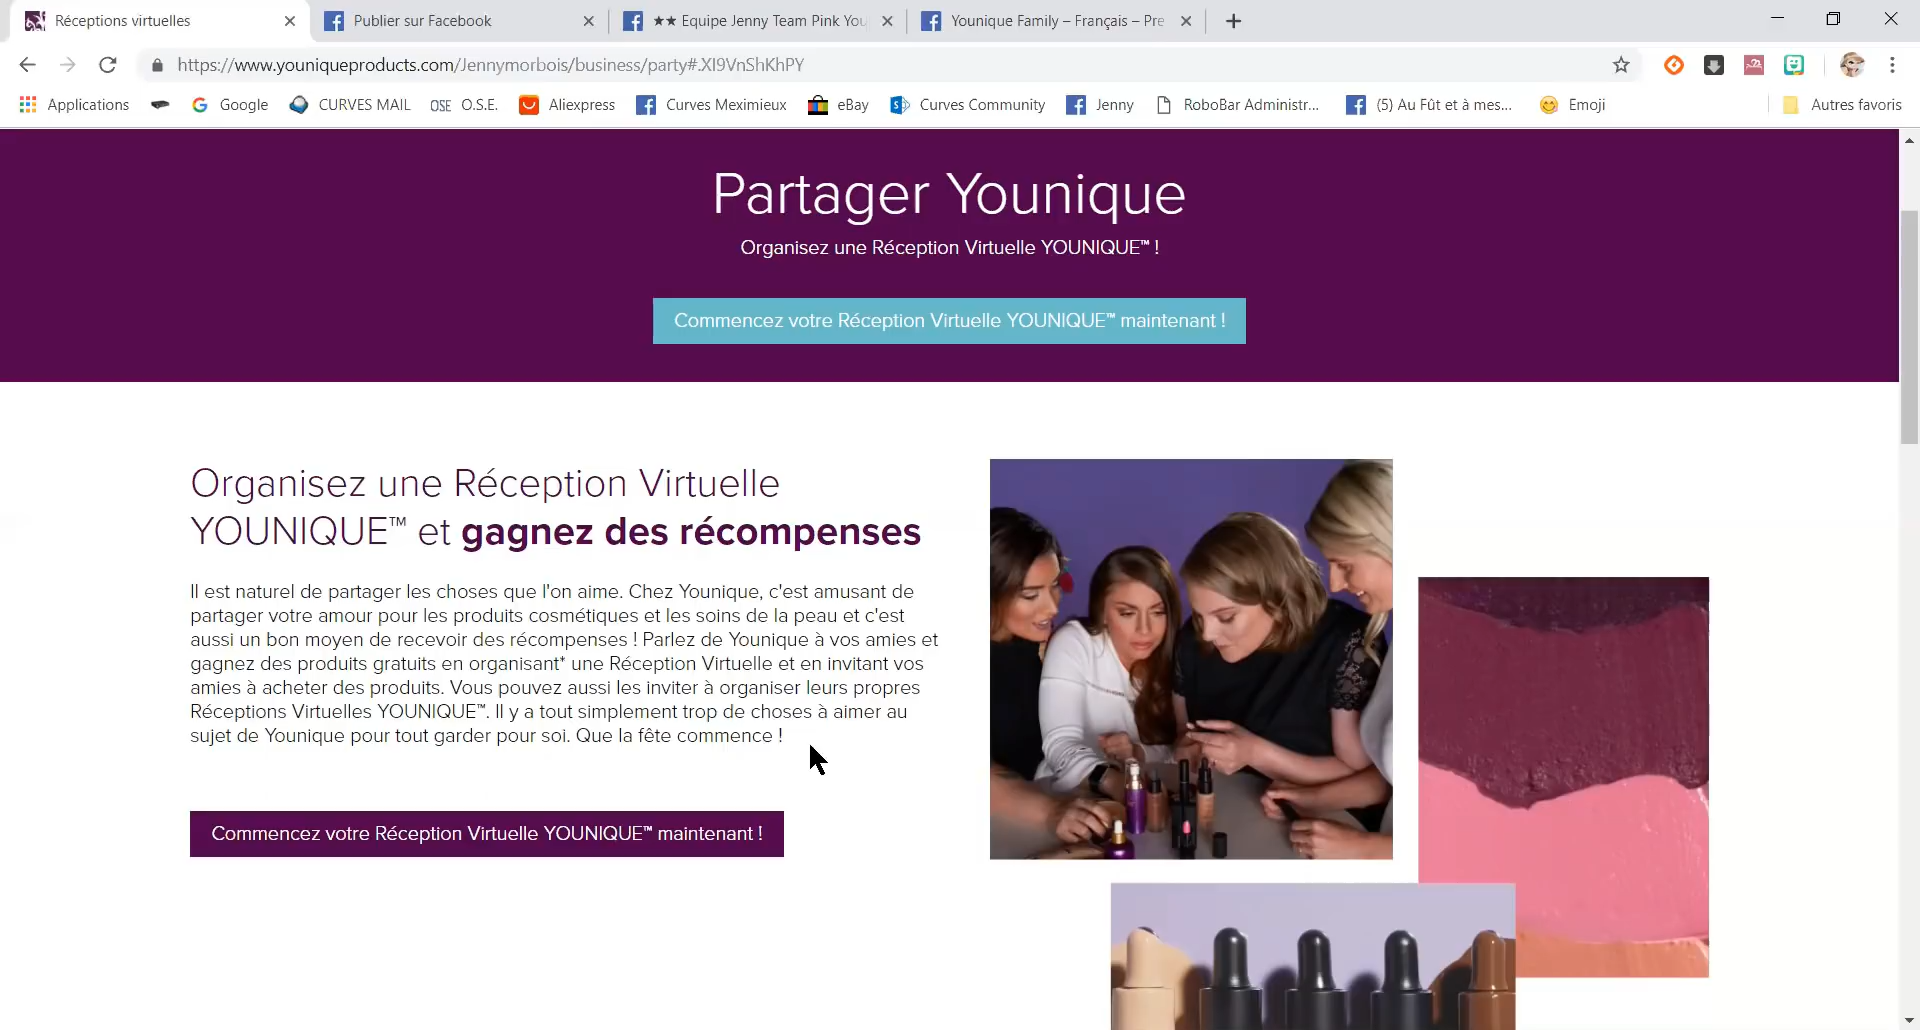 Réceptions virtuelles
Publier sur Facebook
★★ Equipe Jenny Team Pink You
Younique Family – Français – Pre
https://www.youniqueproducts.com/Jennymorbois/business/party#.XI9VnShKhPY
Applications
Google
CURVES MAIL
OSE O.S.E.
Aliexpress
Curves Meximieux
eBay
Curves Community
Jenny
RoboBar Administr...
(5) Au Fût et à mes...
Emoji
Autres favoris
Partager Younique
Organisez une Réception Virtuelle YOUNIQUE™ !
Commencez votre Réception Virtuelle YOUNIQUE™ maintenant !
Organisez une Réception Virtuelle
YOUNIQUE™ et gagnez des récompenses
Il est naturel de partager les choses que l'on aime. Chez Younique, c'est amusant de
partager votre amour pour les produits cosmétiques et les soins de la peau et c'est
aussi un bon moyen de recevoir des récompenses ! Parlez de Younique à vos amies et
gagnez des produits gratuits en organisant* une Réception Virtuelle et en invitant vos
amies à acheter des produits. Vous pouvez aussi les inviter à organiser leurs propres
Réceptions Virtuelles YOUNIQUE™. Il y a tout simplement trop de choses à aimer au
sujet de Younique pour tout garder pour soi. Que la fête commence !
Commencez votre Réception Virtuelle YOUNIQUE™ maintenant !